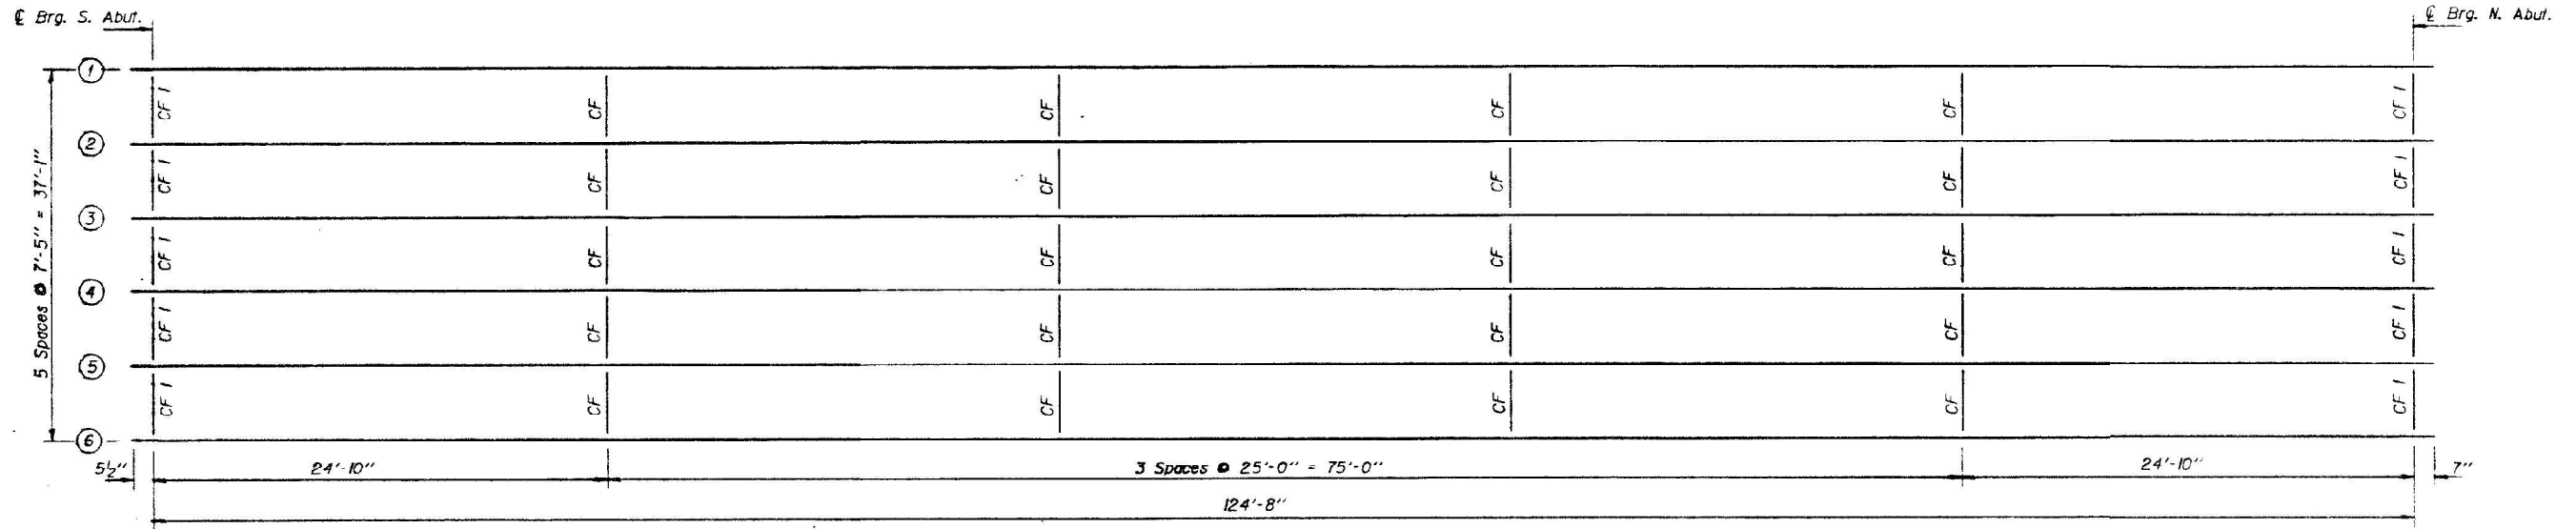 ℄ Brg. S. Abut.
℄ Brg. N. Abut.
1
CF 1 CF CF CF CF CF 1
2
CF 1 CF CF CF CF CF 1
3
CF 1 CF CF CF CF CF 1
4
CF 1 CF CF CF CF CF 1
5
CF 1 CF CF CF CF CF 1
6
5 Spaces @ 7'-5" = 37'-1"
5½" 24'-10" 3 Spaces @ 25'-0" = 75'-0" 24'-10" 7"
124'-8"